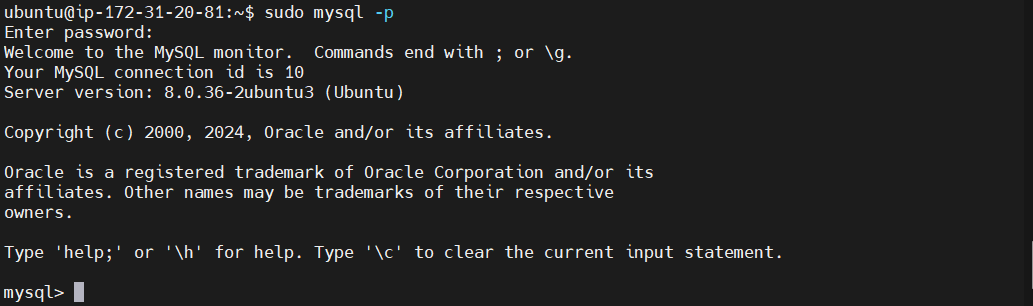 ubuntu@ip-172-31-20-81:~$ sudo mysql -p
Enter password:
Welcome to the MySQL monitor.  Commands end with ; or \g.
Your MySQL connection id is 10
Server version: 8.0.36-2ubuntu3 (Ubuntu)
Copyright (c) 2000, 2024, Oracle and/or its affiliates.
Oracle is a registered trademark of Oracle Corporation and/or its
affiliates. Other names may be trademarks of their respective
owners.
Type 'help;' or '\h' for help. Type '\c' to clear the current input statement.
mysql>